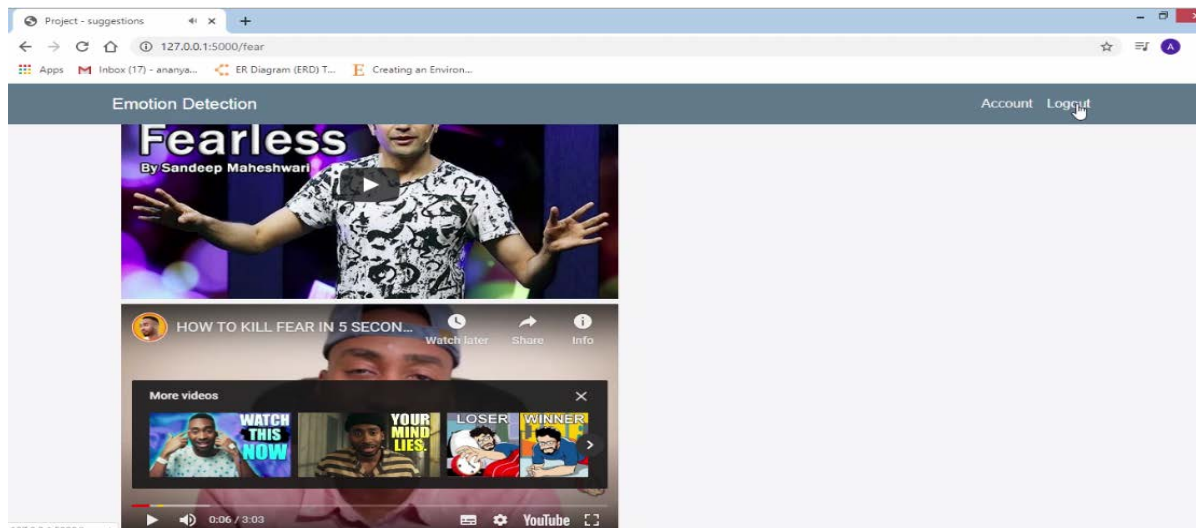 Project - suggestions
127.0.0.1:5000/fear
A
Apps
Inbox (17) - ananya...
ER Diagram (ERD) T...
E Creating an Environ...
Emotion Detection
Account Logout
Fearless
By Sandeep Maheshwari
HOW TO KILL FEAR IN 5 SECON...
Watch later
Share
Info
More videos
WATCH
THIS
NOW
YOUR
MIND
LIES.
LOSER
WINNER
0:06 / 3:03
YouTube